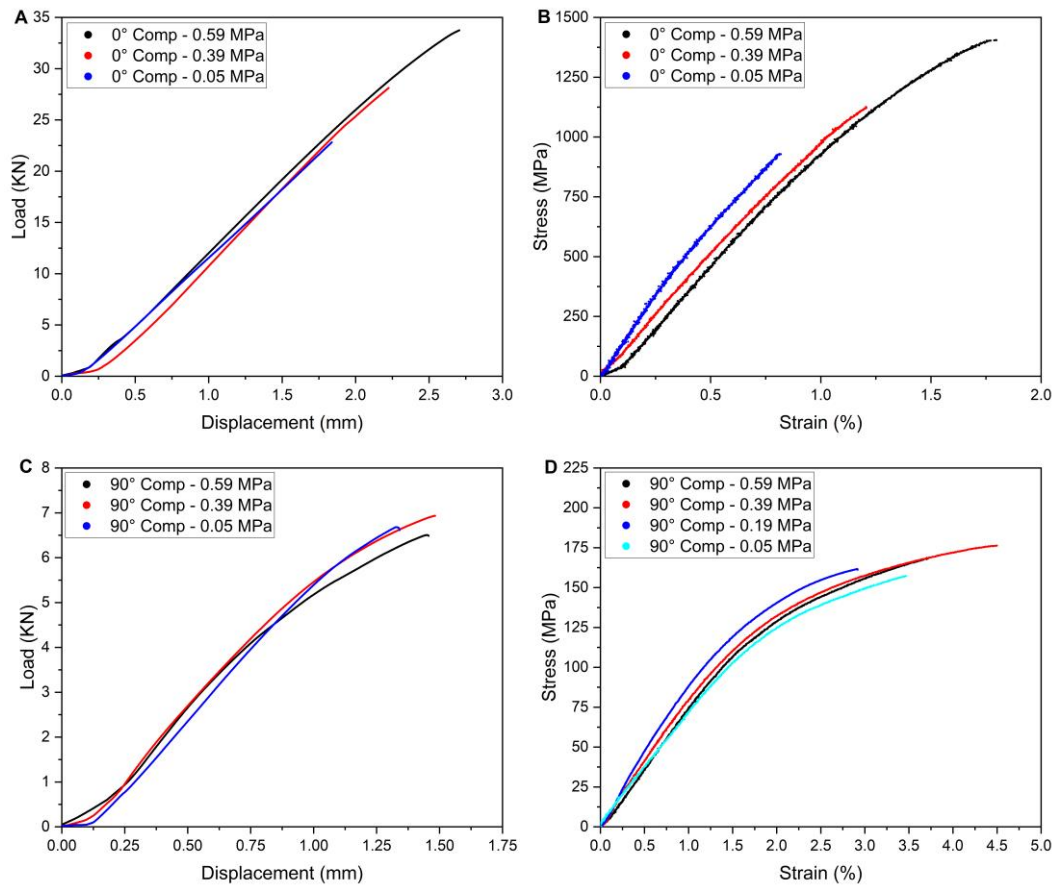 A
0° Comp - 0.59 MPa
0° Comp - 0.39 MPa
0° Comp - 0.05 MPa
Load (KN)
35
30
25
20
15
10
5
0
0.0 0.5 1.0 1.5 2.0 2.5 3.0
Displacement (mm)
B
0° Comp - 0.59 MPa
0° Comp - 0.39 MPa
0° Comp - 0.05 MPa
Stress (MPa)
1500
1250
1000
750
500
250
0
0.0 0.5 1.0 1.5 2.0
Strain (%)
C
90° Comp - 0.59 MPa
90° Comp - 0.39 MPa
90° Comp - 0.05 MPa
Load (KN)
8
7
6
5
4
3
2
1
0
0.00 0.25 0.50 0.75 1.00 1.25 1.50 1.75
Displacement (mm)
D
90° Comp - 0.59 MPa
90° Comp - 0.39 MPa
90° Comp - 0.19 MPa
90° Comp - 0.05 MPa
Stress (MPa)
225
200
175
150
125
100
75
50
25
0
0.0 0.5 1.0 1.5 2.0 2.5 3.0 3.5 4.0 4.5 5.0
Strain (%)